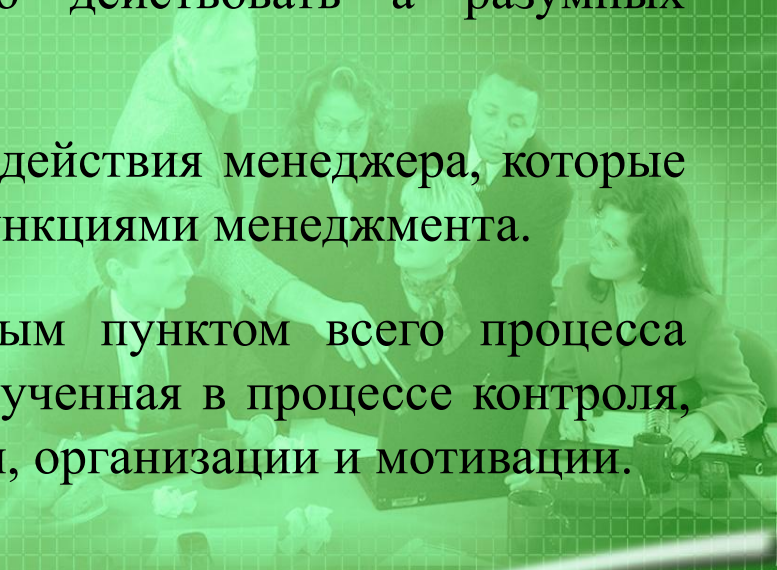 о действовать а разумных
действия менеджера, которые
нкциями менеджмента.
ым пунктом всего процесса
ученная в процессе контроля,
и, организации и мотивации.